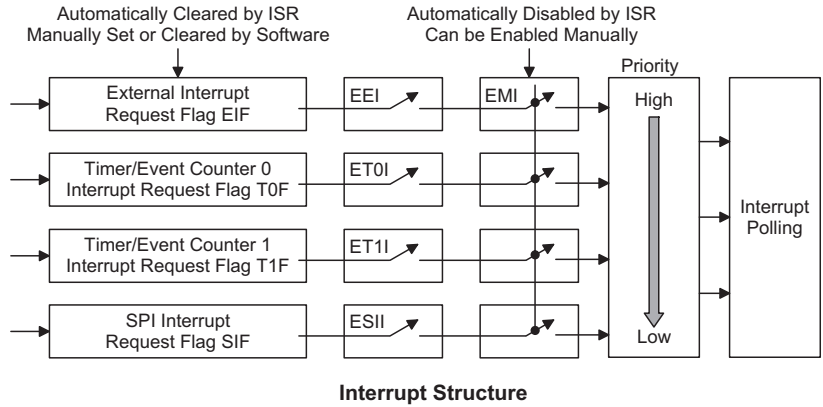 Automatically Cleared by ISR
Manually Set or Cleared by Software
Automatically Disabled by ISR
Can be Enabled Manually
Priority
External Interrupt
Request Flag EIF
EEI
EMI
High
Timer/Event Counter 0
Interrupt Request Flag T0F
ET0I
Timer/Event Counter 1
Interrupt Request Flag T1F
ET1I
SPI Interrupt
Request Flag SIF
ESII
Low
Interrupt
Polling
Interrupt Structure